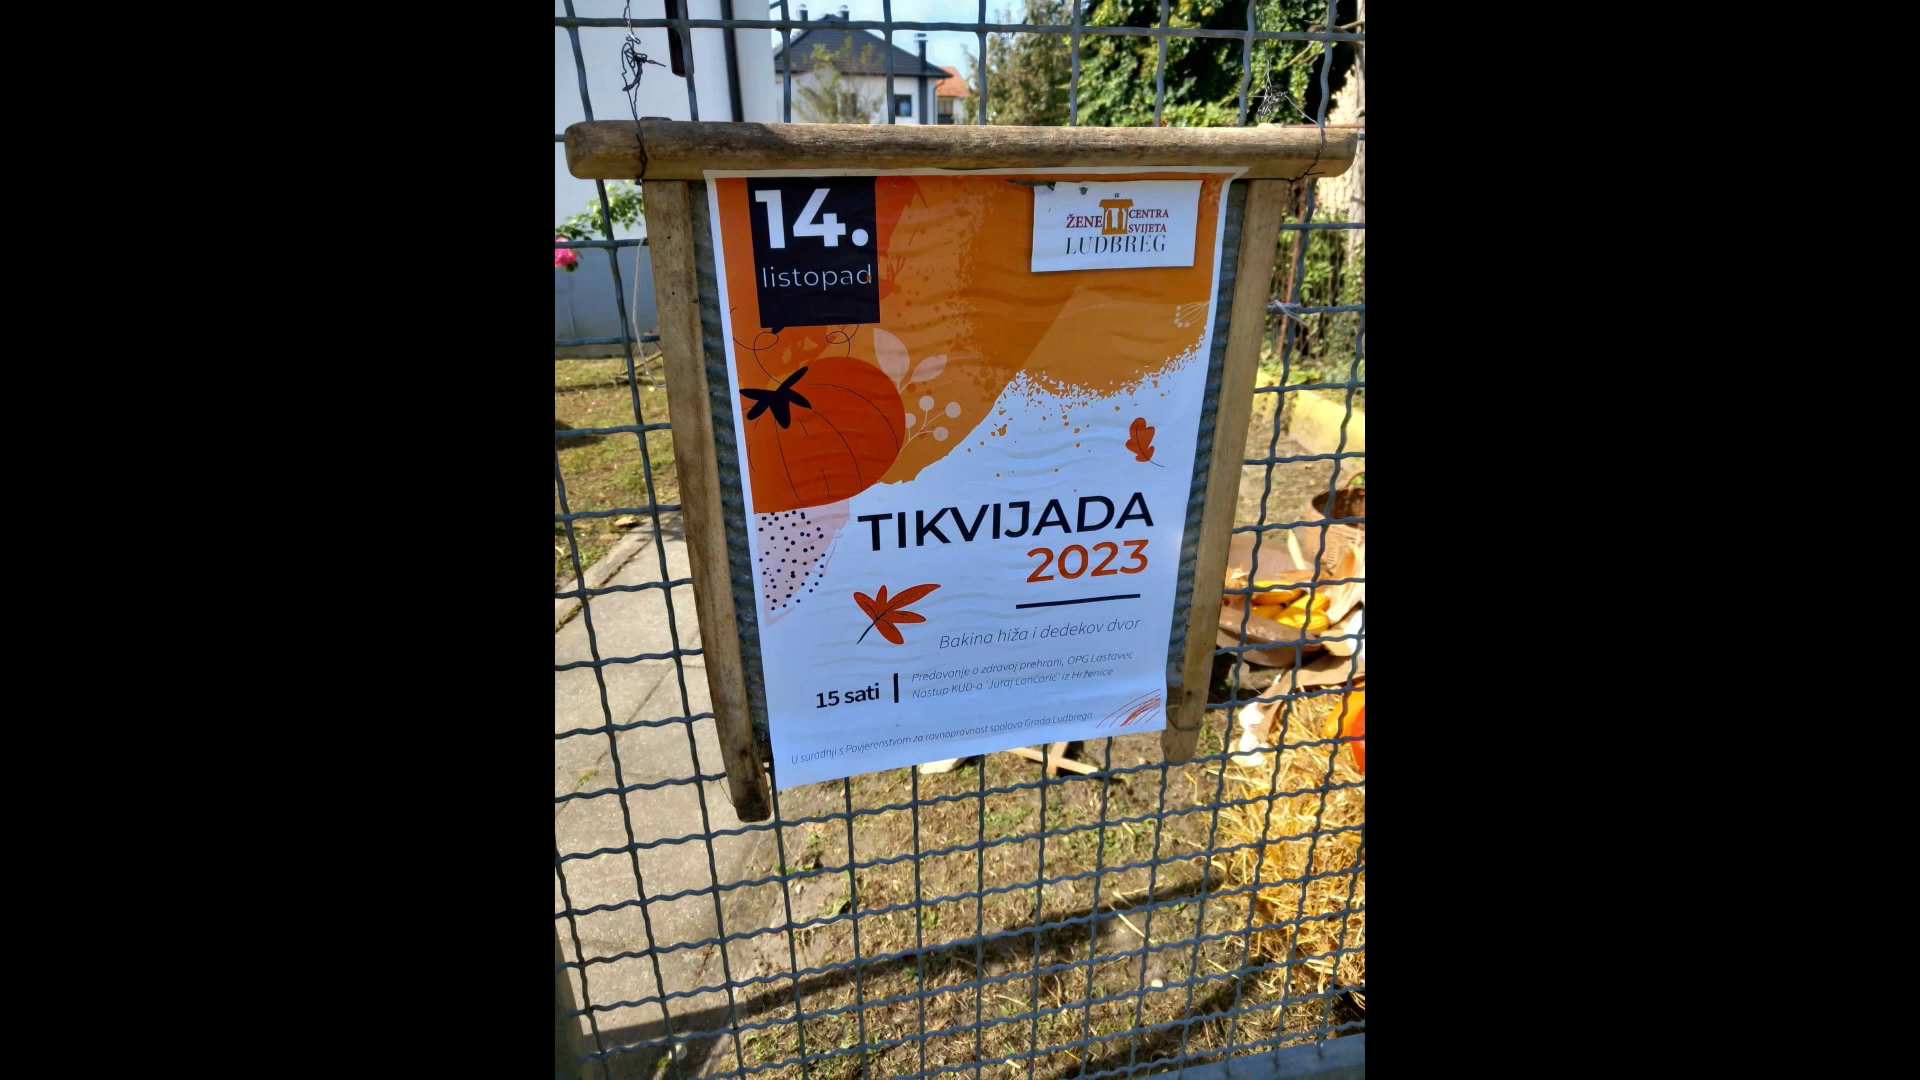 14.
listopad
ŽENE CENTRA
SVIJETA
LUDBREG
TIKVIJADA
2023
Bakina hiža i dedekov dvor
15 sati
Predavanje o zdravoj prehrani, OPG Lastavec
Nastup KUD-a 'Juraj Lončarić' iz Hrženice
U suradnji s Povjerenstvom za ravnopravnost spolova Grada Ludbrega